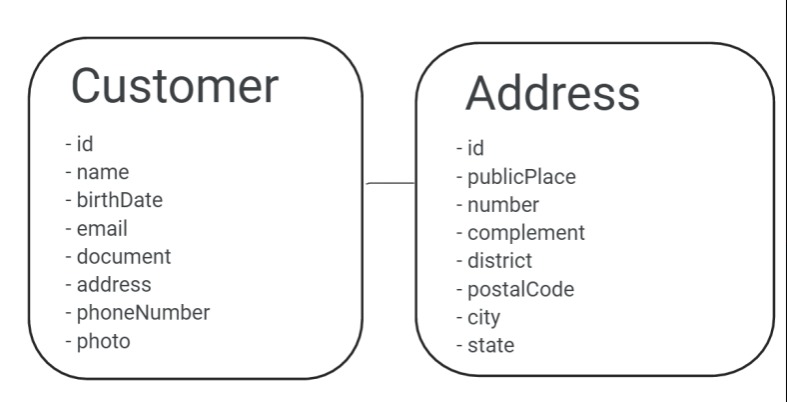 Customer
- id
- name
- birthDate
- email
- document
- address
- phoneNumber
- photo
Address
- id
- publicPlace
- number
- complement
- district
- postalCode
- city
- state